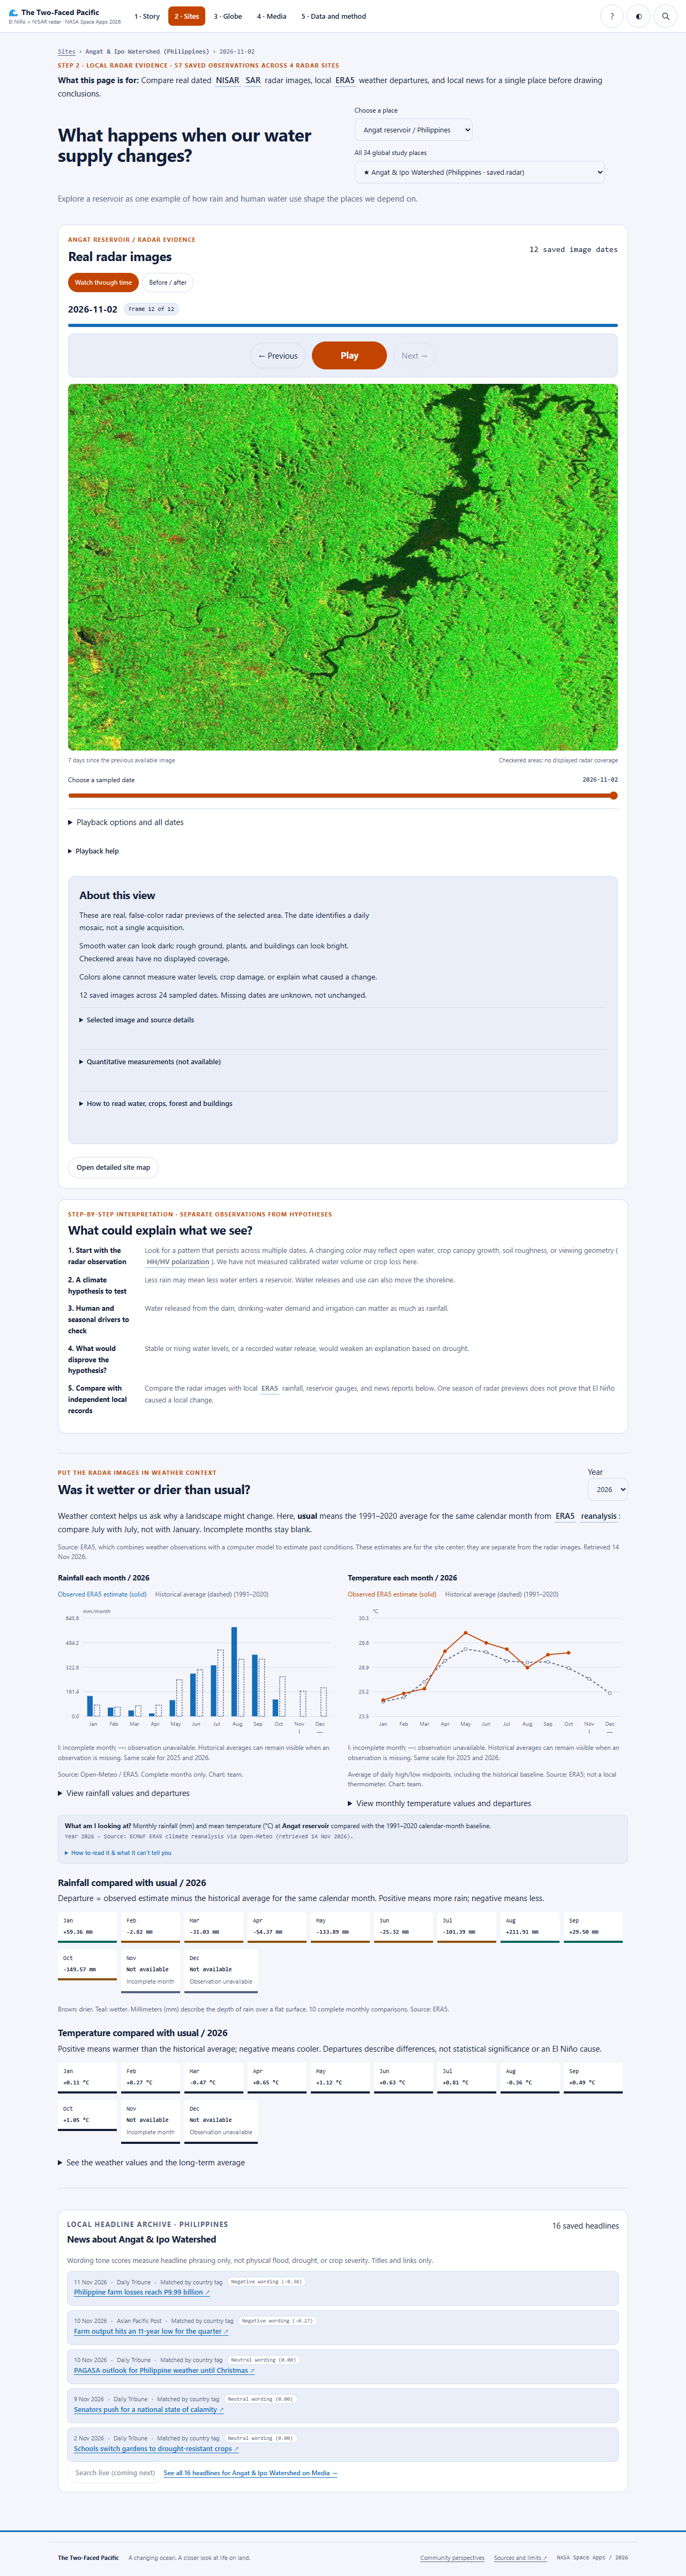 The Two-Faced Pacific
El Niño × NISAR radar · NASA Space Apps 2026
1 · Story
2 · Sites
3 · Globe
4 · Media
5 · Data and method
?
Sites › Angat & Ipo Watershed (Philippines) › 2026-11-02
STEP 2 · LOCAL RADAR EVIDENCE · 57 SAVED OBSERVATIONS ACROSS 4 RADAR SITES
What this page is for: Compare real dated NISAR SAR radar images, local ERA5 weather departures, and local news for a single place before drawing
conclusions.
What happens when our water
supply changes?
Choose a place
Angat reservoir / Philippines
All 34 global study places
★ Angat & Ipo Watershed (Philippines · saved radar)
Explore a reservoir as one example of how rain and human water use shape the places we depend on.
ANGAT RESERVOIR / RADAR EVIDENCE
Real radar images
12 saved image dates
Watch through time
Before / after
2026-11-02
Frame 12 of 12
← Previous
Play
Next →
7 days since the previous available image
Checkered areas: no displayed radar coverage
Choose a sampled date
2026-11-02
▶ Playback options and all dates
▶ Playback help
About this view
These are real, false-color radar previews of the selected area. The date identifies a daily
mosaic, not a single acquisition.
Smooth water can look dark; rough ground, plants, and buildings can look bright.
Checkered areas have no displayed coverage.
Colors alone cannot measure water levels, crop damage, or explain what caused a change.
12 saved images across 24 sampled dates. Missing dates are unknown, not unchanged.
▶ Selected image and source details
▶ Quantitative measurements (not available)
▶ How to read water, crops, forest and buildings
Open detailed site map
STEP-BY-STEP INTERPRETATION · SEPARATE OBSERVATIONS FROM HYPOTHESES
What could explain what we see?
1. Start with the
radar observation
Look for a pattern that persists across multiple dates. A changing color may reflect open water, crop canopy growth, soil roughness, or viewing geometry (
HH/HV polarization ). We have not measured calibrated water volume or crop loss here.
2. A climate
hypothesis to test
Less rain may mean less water enters a reservoir. Water releases and use can also move the shoreline.
3. Human and
seasonal drivers to
check
Water released from the dam, drinking-water demand and irrigation can matter as much as rainfall.
4. What would
disprove the
hypothesis?
Stable or rising water levels, or a recorded water release, would weaken an explanation based on drought.
5. Compare with
independent local
records
Compare the radar images with local ERA5 rainfall, reservoir gauges, and news reports below. One season of radar previews does not prove that El Niño
caused a local change.
PUT THE RADAR IMAGES IN WEATHER CONTEXT
Was it wetter or drier than usual?
Year
2026
Weather context helps us ask why a landscape might change. Here, usual means the 1991–2020 average for the same calendar month from ERA5 reanalysis :
compare July with July, not with January. Incomplete months stay blank.
Source: ERA5, which combines weather observations with a computer model to estimate past conditions. These estimates are for the site center; they are separate from the radar images. Retrieved 14
Nov 2026.
Rainfall each month / 2026
Observed ERA5 estimate (solid) Historical average (dashed) (1991–2020)
mm/month
645.6
484.2
322.8
161.4
0.0
Jan Feb Mar Apr May Jun Jul Aug Sep Oct Nov Dec
I —
I: incomplete month; —: observation unavailable. Historical averages can remain visible when an
observation is missing. Same scale for 2025 and 2026.
Source: Open-Meteo / ERA5. Complete months only. Chart: team.
▶ View rainfall values and departures
Temperature each month / 2026
Observed ERA5 estimate (solid) Historical average (dashed) (1991–2020)
°C
30.3
28.6
26.9
25.2
23.5
Jan Feb Mar Apr May Jun Jul Aug Sep Oct Nov Dec
I —
I: incomplete month; —: observation unavailable. Historical averages can remain visible when an
observation is missing. Same scale for 2025 and 2026.
Average of daily high/low midpoints, including the historical baseline. Source: ERA5; not a local
thermometer. Chart: team.
▶ View monthly temperature values and departures
What am I looking at? Monthly rainfall (mm) and mean temperature (°C) at Angat reservoir compared with the 1991–2020 calendar-month baseline.
Year 2026 · Source: ECMWF ERA5 climate reanalysis via Open-Meteo (retrieved 14 Nov 2026).
▶ How to read it & what it can't tell you
Rainfall compared with usual / 2026
Departure = observed estimate minus the historical average for the same calendar month. Positive means more rain; negative means less.
Jan Feb Mar Apr May Jun Jul Aug Sep
+59.36 mm -2.82 mm -31.03 mm -54.37 mm -133.89 mm -25.32 mm -101.39 mm +211.91 mm +29.50 mm
Oct Nov Dec
-149.57 mm Not available Not available
Incomplete month Observation unavailable
Brown: drier. Teal: wetter. Millimeters (mm) describe the depth of rain over a flat surface. 10 complete monthly comparisons. Source: ERA5.
Temperature compared with usual / 2026
Positive means warmer than the historical average; negative means cooler. Departures describe differences, not statistical significance or an El Niño cause.
Jan Feb Mar Apr May Jun Jul Aug Sep
+0.11 °C +0.27 °C -0.47 °C +0.65 °C +1.12 °C +0.63 °C +0.81 °C -0.36 °C +0.49 °C
Oct Nov Dec
+1.05 °C Not available Not available
Incomplete month Observation unavailable
▶ See the weather values and the long-term average
LOCAL HEADLINE ARCHIVE · PHILIPPINES
News about Angat & Ipo Watershed
16 saved headlines
Wording tone scores measure headline phrasing only, not physical flood, drought, or crop severity. Titles and links only.
11 Nov 2026 · Daily Tribune · Matched by country tag Negative wording (-0.38)
Philippine farm losses reach P9.99 billion ↗
10 Nov 2026 · Asian Pacific Post · Matched by country tag Negative wording (-0.27)
Farm output hits an 11-year low for the quarter ↗
10 Nov 2026 · Daily Tribune · Matched by country tag Neutral wording (0.00)
PAGASA outlook for Philippine weather until Christmas ↗
9 Nov 2026 · Daily Tribune · Matched by country tag Neutral wording (0.00)
Senators push for a national state of calamity ↗
2 Nov 2026 · Daily Tribune · Matched by country tag Neutral wording (0.00)
Schools switch gardens to drought-resistant crops ↗
Search live (coming next)
See all 16 headlines for Angat & Ipo Watershed on Media →
The Two-Faced Pacific
A changing ocean. A closer look at life on land.
Community perspectives
Sources and limits ↗
NASA Space Apps / 2026